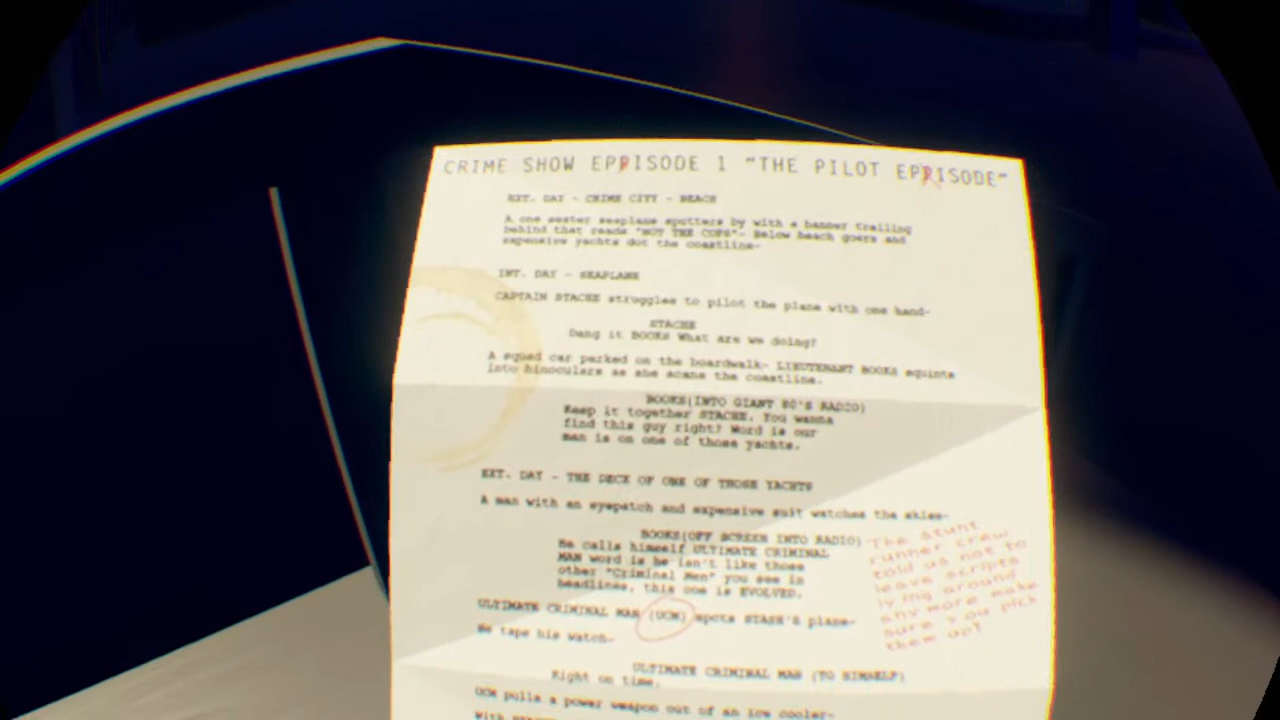 CRIME SHOW EPPISODE 1 "THE PILOT EPRISODE"
EXT. DAY - CRIME CITY - BEACH
A one seater seaplane sputters by with a banner trailing
behind that reads "NOT THE COPS"- Below beach goers and
expensive yachts dot the coastline-
INT. DAY - SEAPLANE
CAPTAIN STACHE struggles to pilot the plane with one hand-
STACHE
Dang it BOOKS What are we doing?
A squad car parked on the boardwalk- LIEUTENANT BOOKS squints
into binoculars as she scans the coastline.
BOOKS(INTO GIANT 80'S RADIO)
Keep it together STACHE. You wanna
find this guy right? Word is our
man is on one of those yachts.
EXT. DAY - THE DECK OF ONE OF THOSE YACHTS
A man with an eyepatch and expensive suit watches the skies-
BOOKS(OFF SCREEN INTO RADIO)
He calls himself ULTIMATE CRIMINAL
MAN word is he isn't like those
other "Criminal Men" you see in
headlines, this one is EVOLVED.
The stunt
runner crew
told us not to
leave scripts
lying around
any more make
sure you pick
them up!
ULTIMATE CRIMINAL MAN (UCM) spots STASH'S plane-
He taps his watch-
ULTIMATE CRIMINAL MAN (TO HIMSELF)
Right on time.
UCM pulls a power weapon out of an ice cooler-
With